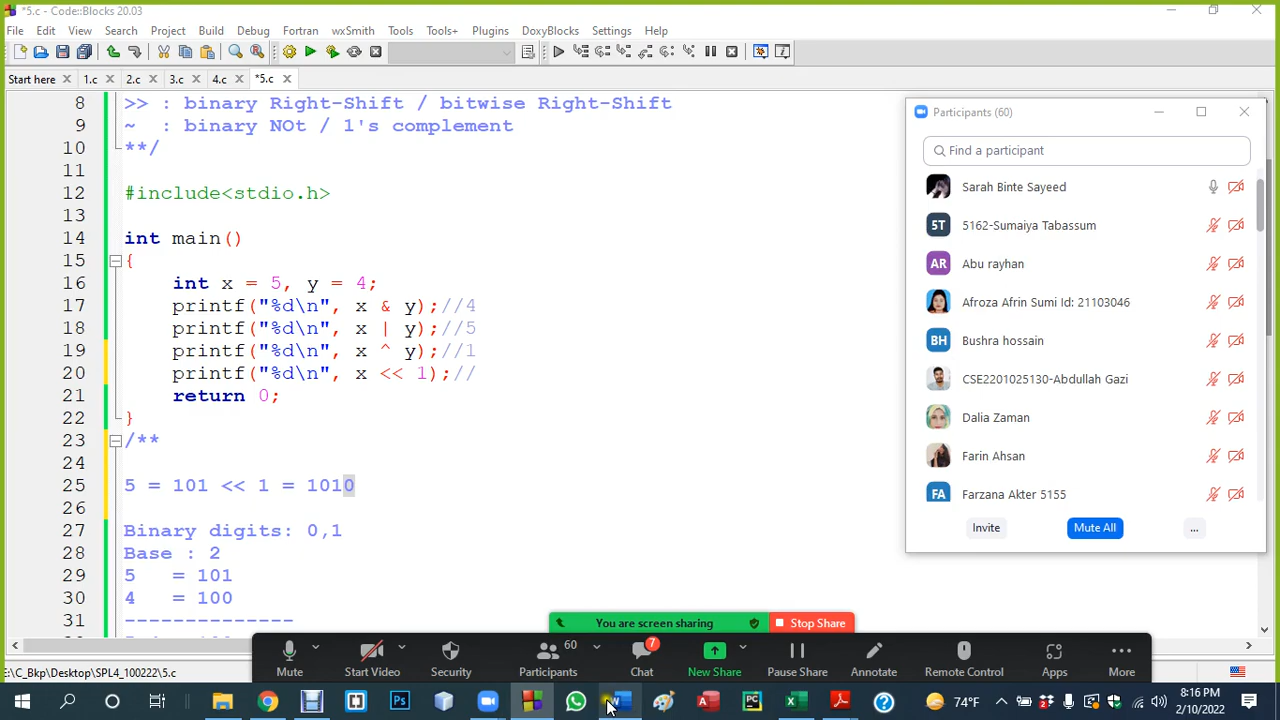 *5.c - Code::Blocks 20.03
File Edit View Search Project Build Debug Fortran wxSmith Tools Tools+ Plugins DoxyBlocks Settings Help
Start here 1.c 2.c 3.c 4.c *5.c
8 >> : binary Right-Shift / bitwise Right-Shift
9 ~ : binary NOt / 1's complement
10 **/
11
12 #include<stdio.h>
13
14 int main()
15 {
16 int x = 5, y = 4;
17 printf("%d\n", x & y);//4
18 printf("%d\n", x | y);//5
19 printf("%d\n", x ^ y);//1
20 printf("%d\n", x << 1);//
21 return 0;
22 }
23 /**
24
25 5 = 101 << 1 = 1010
26
27 Binary digits: 0,1
28 Base : 2
29 5 = 101
30 4 = 100
31 --------------
Participants (60)
Find a participant
Sarah Binte Sayeed
5T 5162-Sumaiya Tabassum
AR Abu rayhan
Afroza Afrin Sumi Id: 21103046
BH Bushra hossain
CSE2201025130-Abdullah Gazi
Dalia Zaman
Farin Ahsan
FA Farzana Akter 5155
Invite Mute All ...
You are screen sharing Stop Share
60 7
Mute Start Video Security Participants Chat New Share Pause Share Annotate Remote Control Apps More
E:\C_Bkp\Desktop\SPL4_100222\5.c
74°F 8:16 PM
2/10/2022